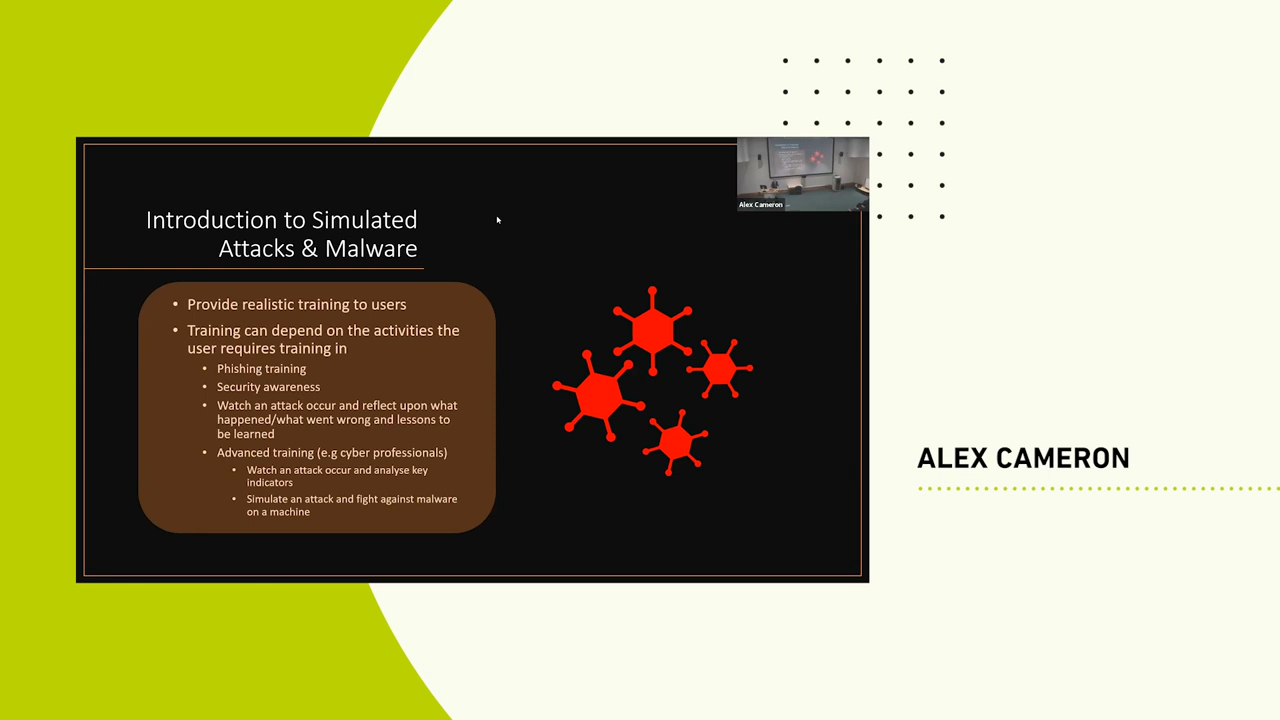 Alex Cameron
Introduction to Simulated
Attacks & Malware
• Provide realistic training to users
• Training can depend on the activities the
user requires training in
• Phishing training
• Security awareness
• Watch an attack occur and reflect upon what
happened/what went wrong and lessons to
be learned
• Advanced training (e.g cyber professionals)
• Watch an attack occur and analyse key
indicators
• Simulate an attack and fight against malware
on a machine
ALEX CAMERON